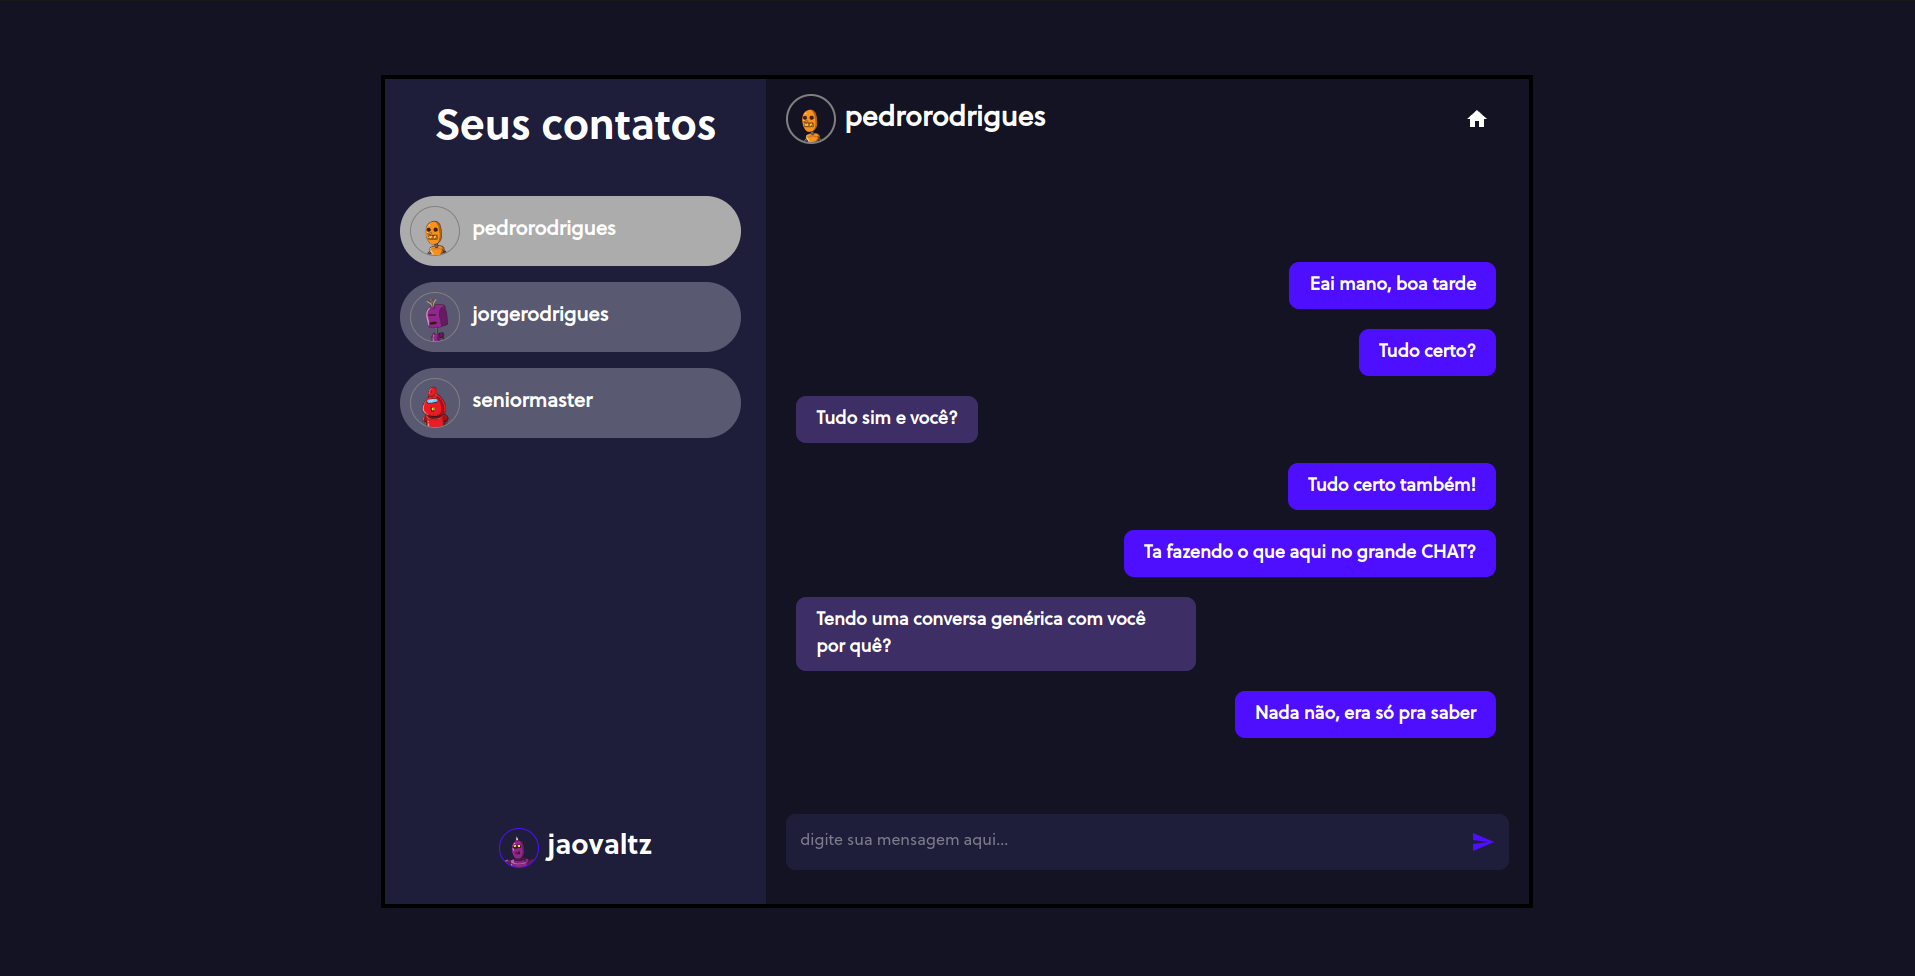 Seus contatos
pedrorodrigues
jorgerodrigues
seniormaster
jaovaltz
pedrorodrigues
Eai mano, boa tarde
Tudo certo?
Tudo sim e você?
Tudo certo também!
Ta fazendo o que aqui no grande CHAT?
Tendo uma conversa genérica com você
por quê?
Nada não, era só pra saber
digite sua mensagem aqui...